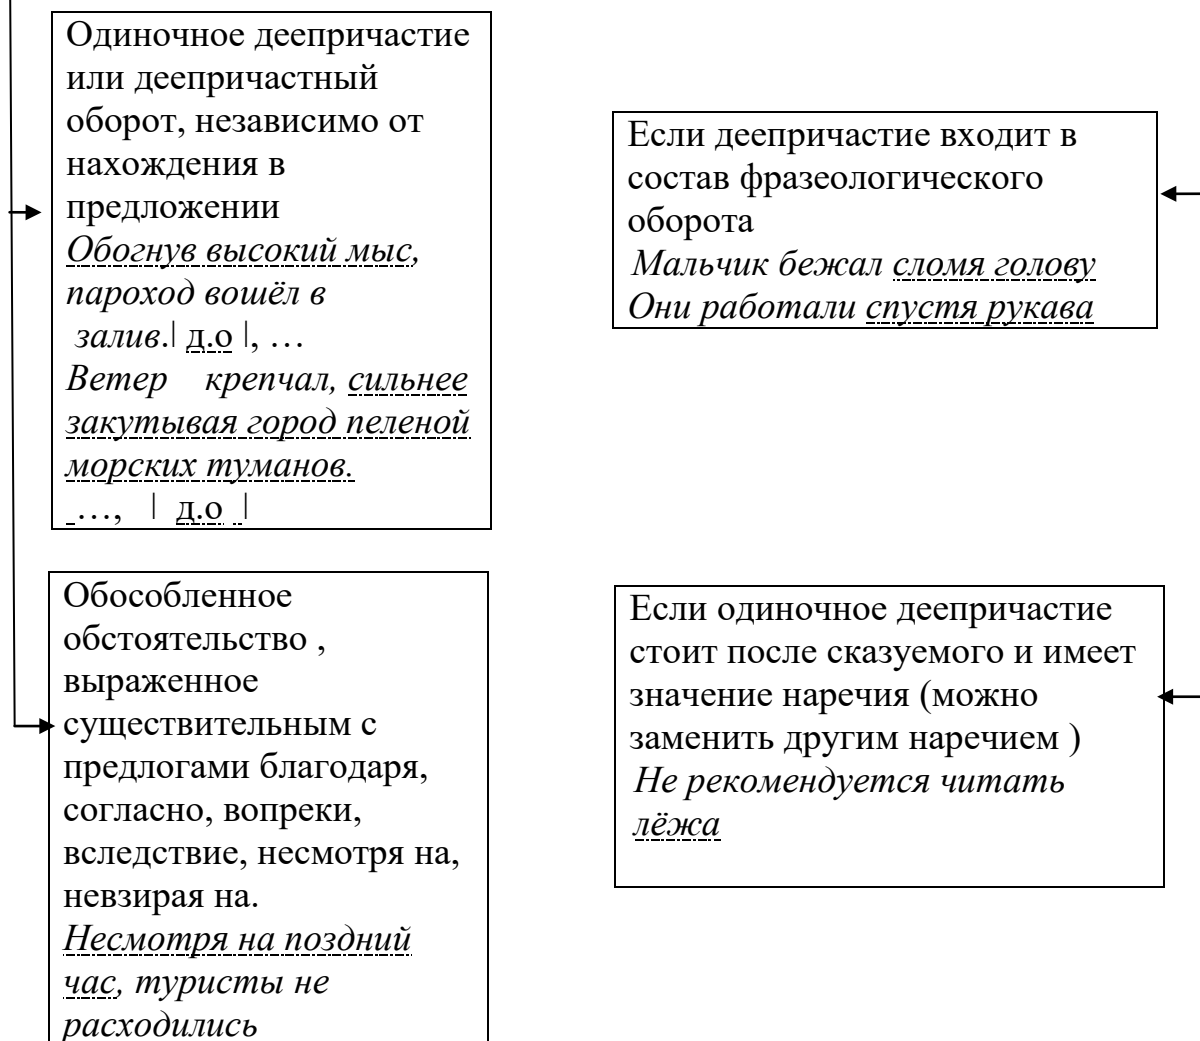 Одиночное деепричастие
или деепричастный
оборот, независимо от
нахождения в
предложении
Обогнув высокий мыс,
пароход вошёл в
залив.| д.о |, …
Ветер крепчал, сильнее
закутывая город пеленой
морских туманов.
…, | д.о |
Если деепричастие входит в
состав фразеологического
оборота
Мальчик бежал сломя голову
Они работали спустя рукава
Обособленное
обстоятельство ,
выраженное
существительным с
предлогами благодаря,
согласно, вопреки,
вследствие, несмотря на,
невзирая на.
Несмотря на поздний
час, туристы не
расходились
Если одиночное деепричастие
стоит после сказуемого и имеет
значение наречия (можно
заменить другим наречием )
Не рекомендуется читать
лёжа